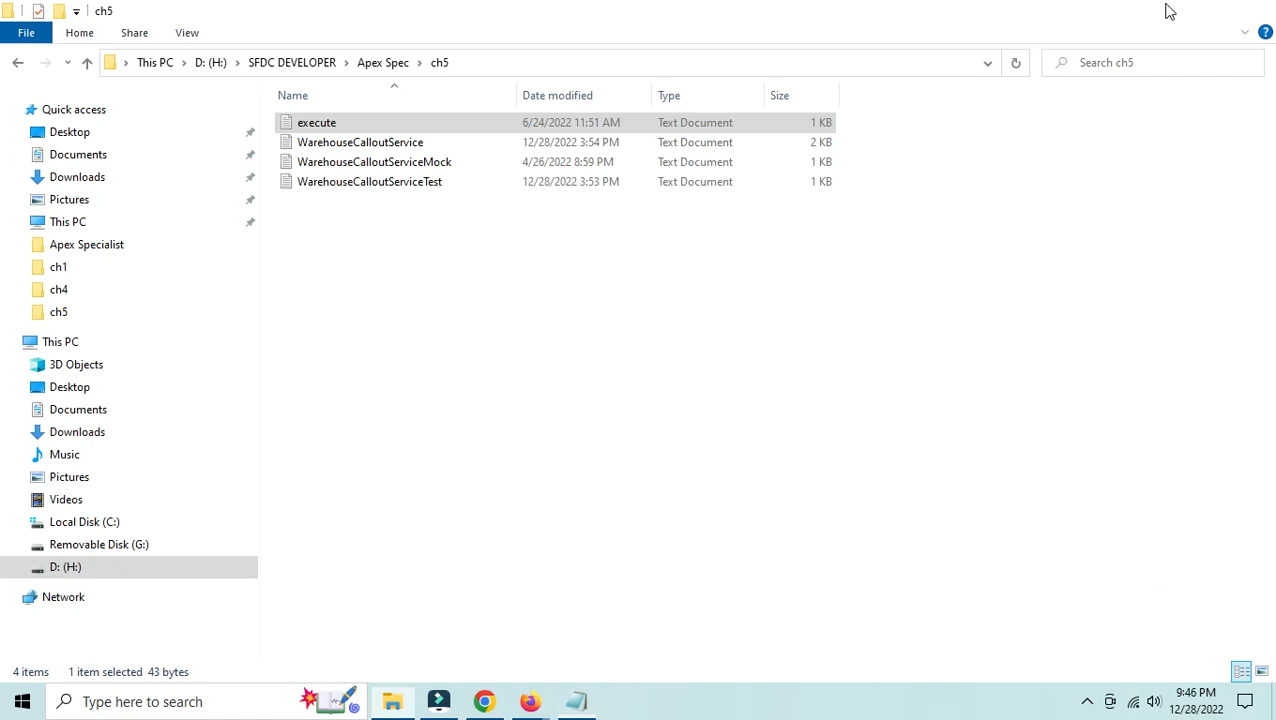 ch5
File Home Share View
This PC D: (H:) SFDC DEVELOPER Apex Spec ch5 Search ch5
Name Date modified Type Size
execute 6/24/2022 11:51 AM Text Document 1 KB
WarehouseCalloutService 12/28/2022 3:54 PM Text Document 2 KB
WarehouseCalloutServiceMock 4/26/2022 8:59 PM Text Document 1 KB
WarehouseCalloutServiceTest 12/28/2022 3:53 PM Text Document 1 KB
Quick access
Desktop
Documents
Downloads
Pictures
This PC
Apex Specialist
ch1
ch4
ch5
This PC
3D Objects
Desktop
Documents
Downloads
Music
Pictures
Videos
Local Disk (C:)
Removable Disk (G:)
D: (H:)
Network
4 items 1 item selected 43 bytes
Type here to search
9:46 PM
12/28/2022